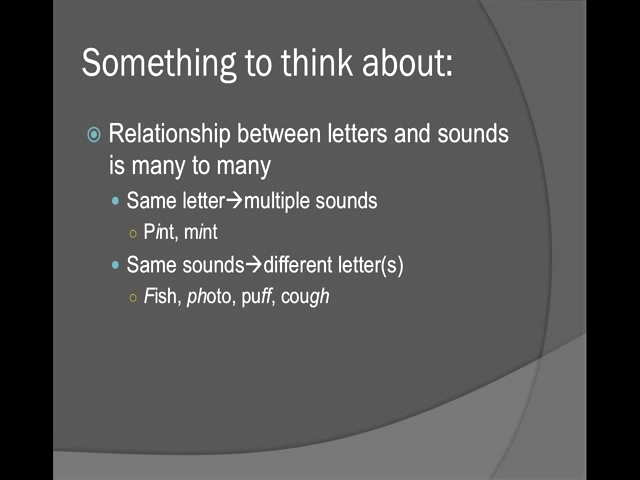 Something to think about:
Relationship between letters and sounds
is many to many
Same letter→multiple sounds
Pint, mint
Same sounds→different letter(s)
Fish, photo, puff, cough